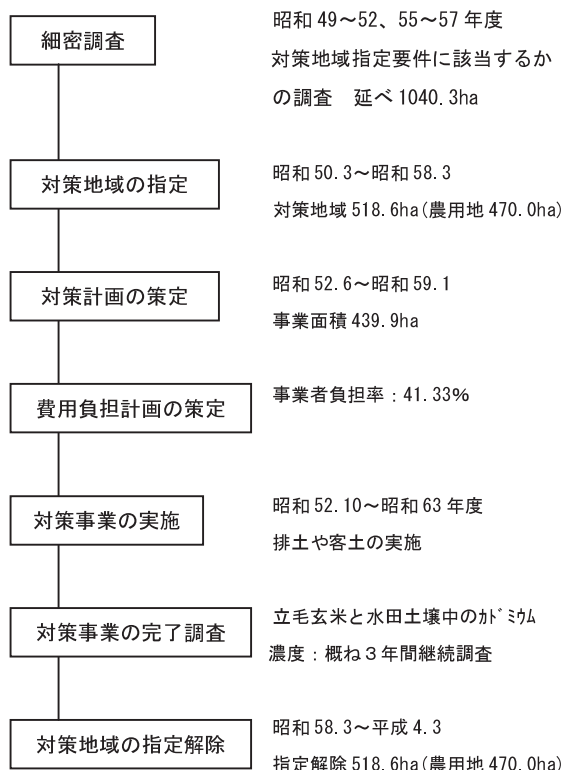 細密調査
昭和 49～52、55～57 年度
対策地域指定要件に該当するか
の調査　延べ 1040.3ha
対策地域の指定
昭和 50.3～昭和 58.3
対策地域 518.6ha(農用地 470.0ha)
対策計画の策定
昭和 52.6～昭和 59.1
事業面積 439.9ha
費用負担計画の策定
事業者負担率：41.33%
対策事業の実施
昭和 52.10～昭和 63 年度
排土や客土の実施
対策事業の完了調査
立毛玄米と水田土壌中のｶﾄﾞﾐｳﾑ
濃度：概ね３年間継続調査
対策地域の指定解除
昭和 58.3～平成 4.3
指定解除 518.6ha(農用地 470.0ha)